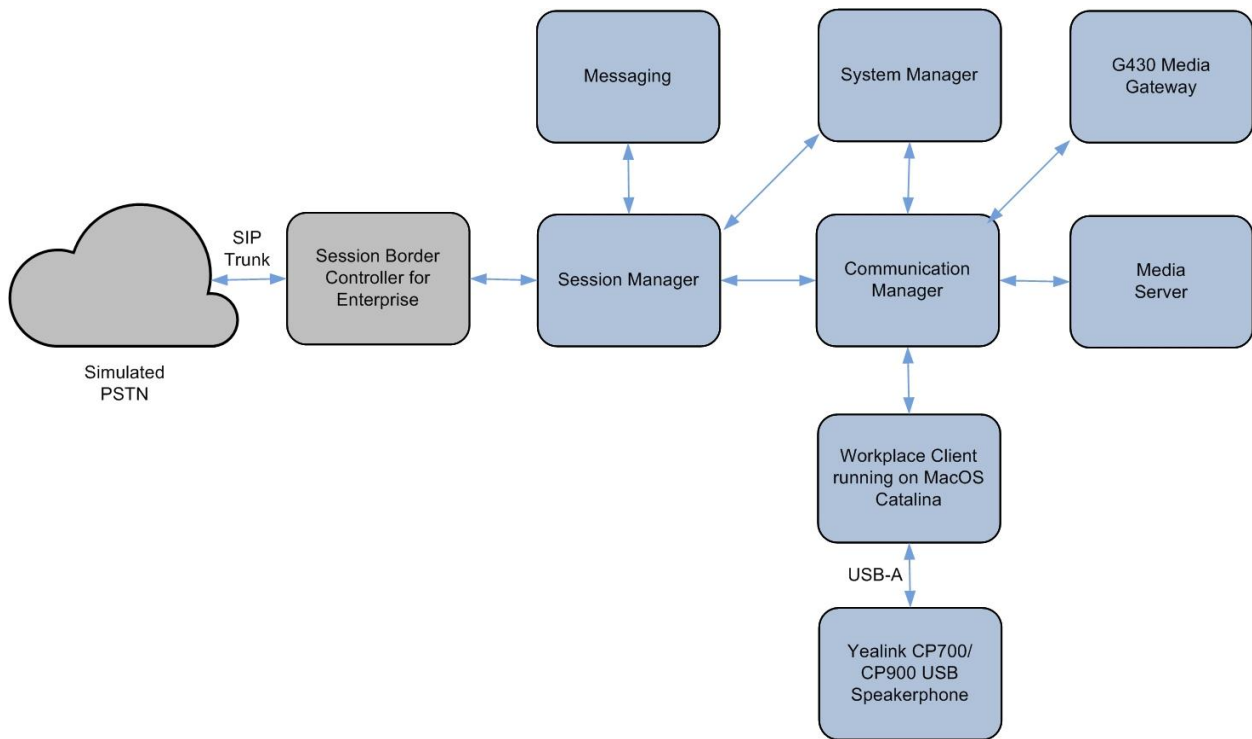 Messaging
System Manager
G430 Media
Gateway
SIP
Trunk
Session Border
Controller for
Enterprise
Session Manager
Communication
Manager
Media
Server
Simulated
PSTN
Workplace Client
running on MacOS
Catalina
USB-A
Yealink CP700/
CP900 USB
Speakerphone